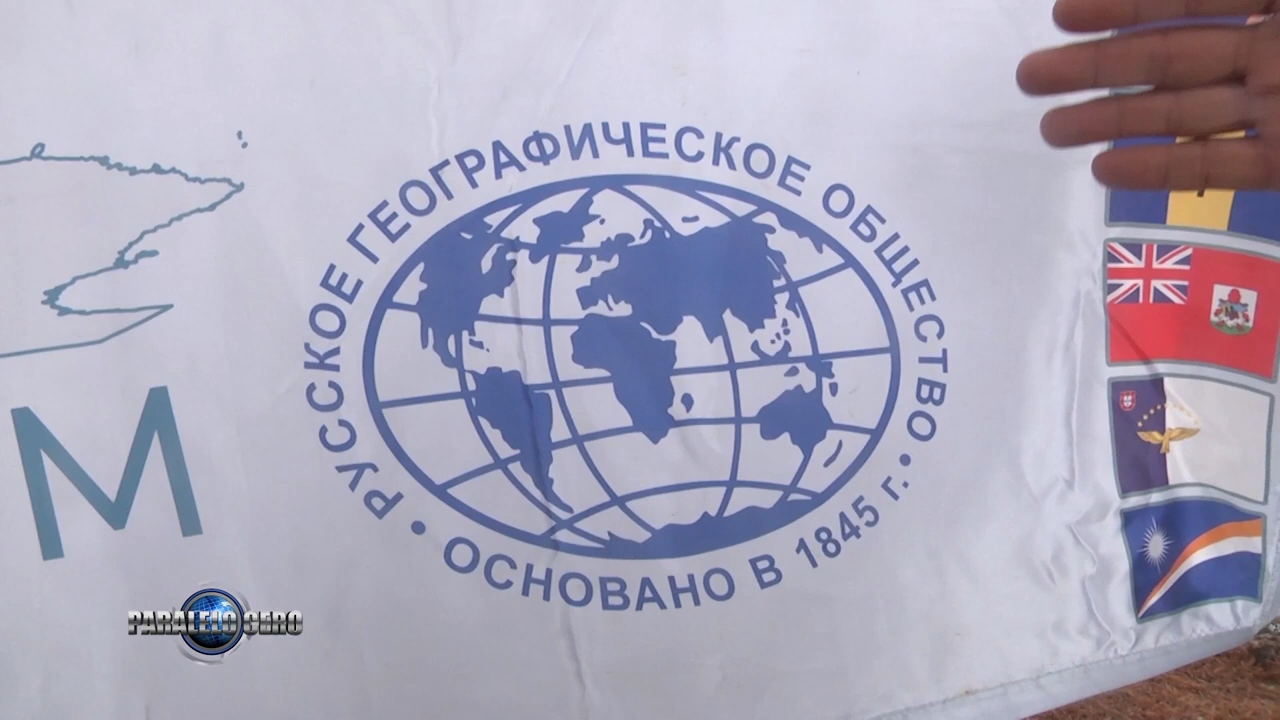 РУССКОЕ ГЕОГРАФИЧЕСКОЕ ОБЩЕСТВО •
ОСНОВАНО В 1845 г. •
М
PARALELO CERO